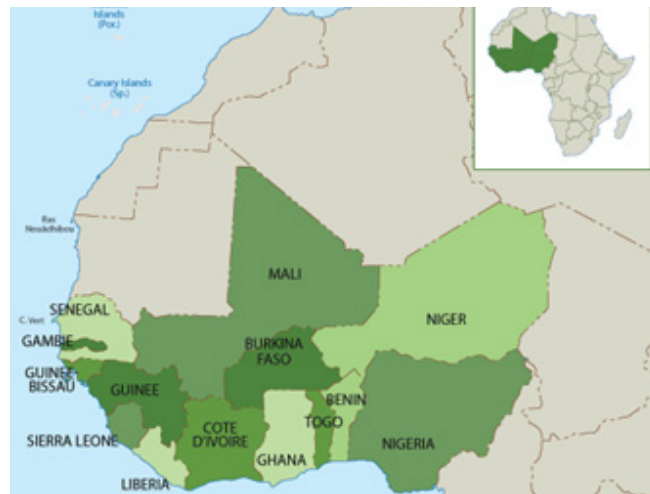 Islands
(Por.)
Canary Islands
(Sp.)
Ras
Nouâdhibou
MALI
SENEGAL
C. Vert
NIGER
GAMBIE
BURKINA
FASO
GUINEE-
BISSAU
GUINEE
BENIN
COTE
D'IVOIRE
TOGO
SIERRA LEONE
NIGERIA
GHANA
LIBERIA